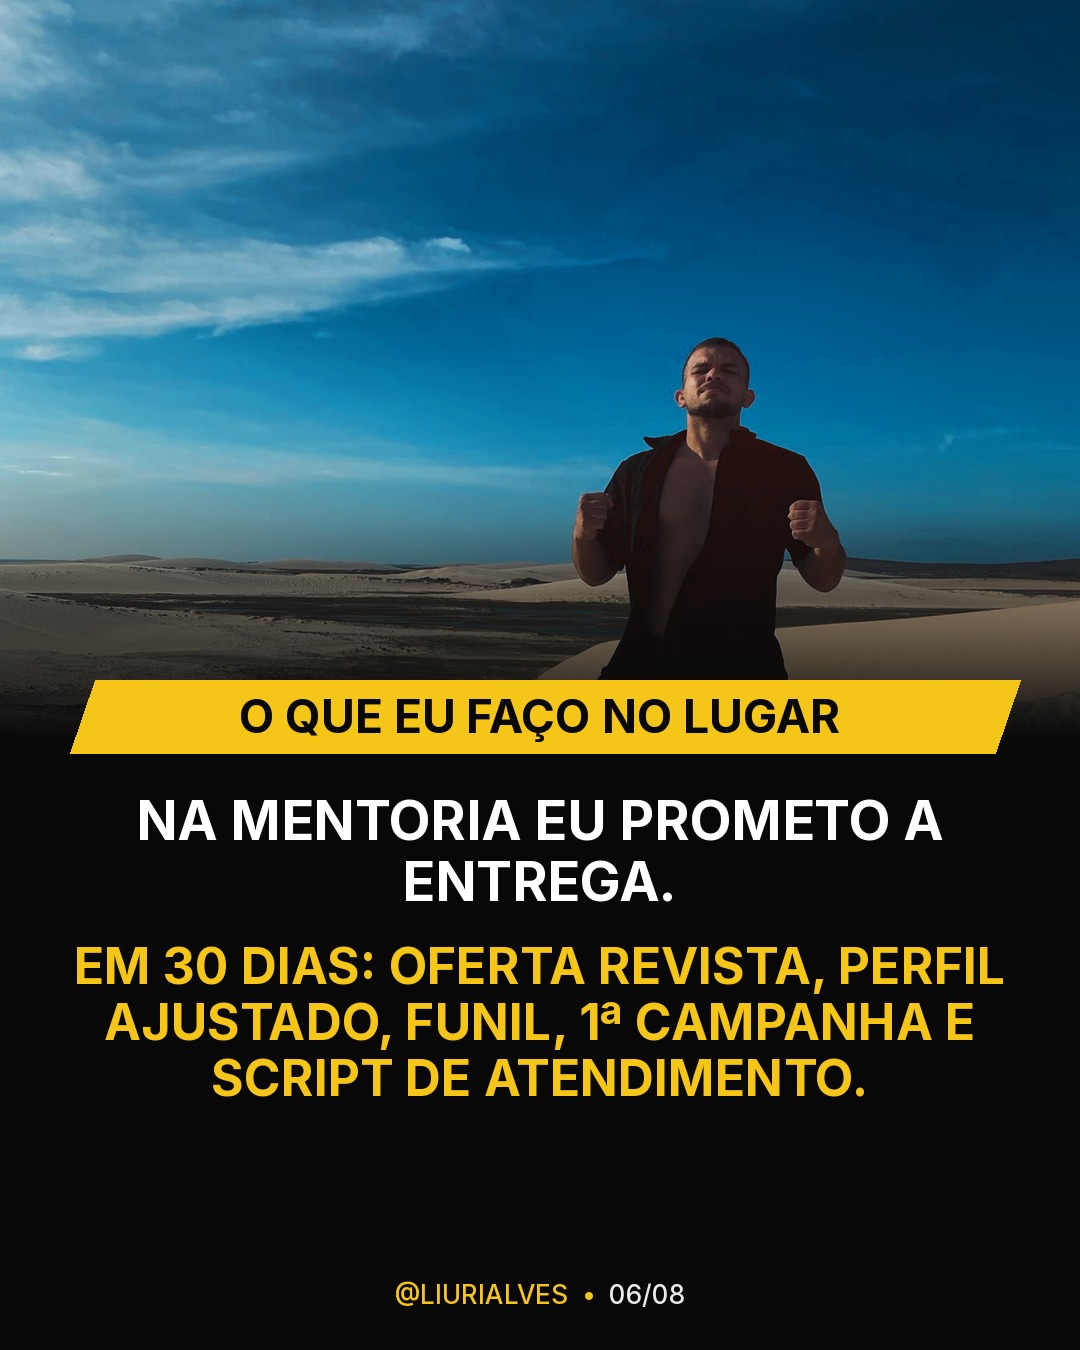 O QUE EU FAÇO NO LUGAR
NA MENTORIA EU PROMETO A
ENTREGA.
EM 30 DIAS: OFERTA REVISTA, PERFIL
AJUSTADO, FUNIL, 1ª CAMPANHA E
SCRIPT DE ATENDIMENTO.
@LIURIALVES • 06/08